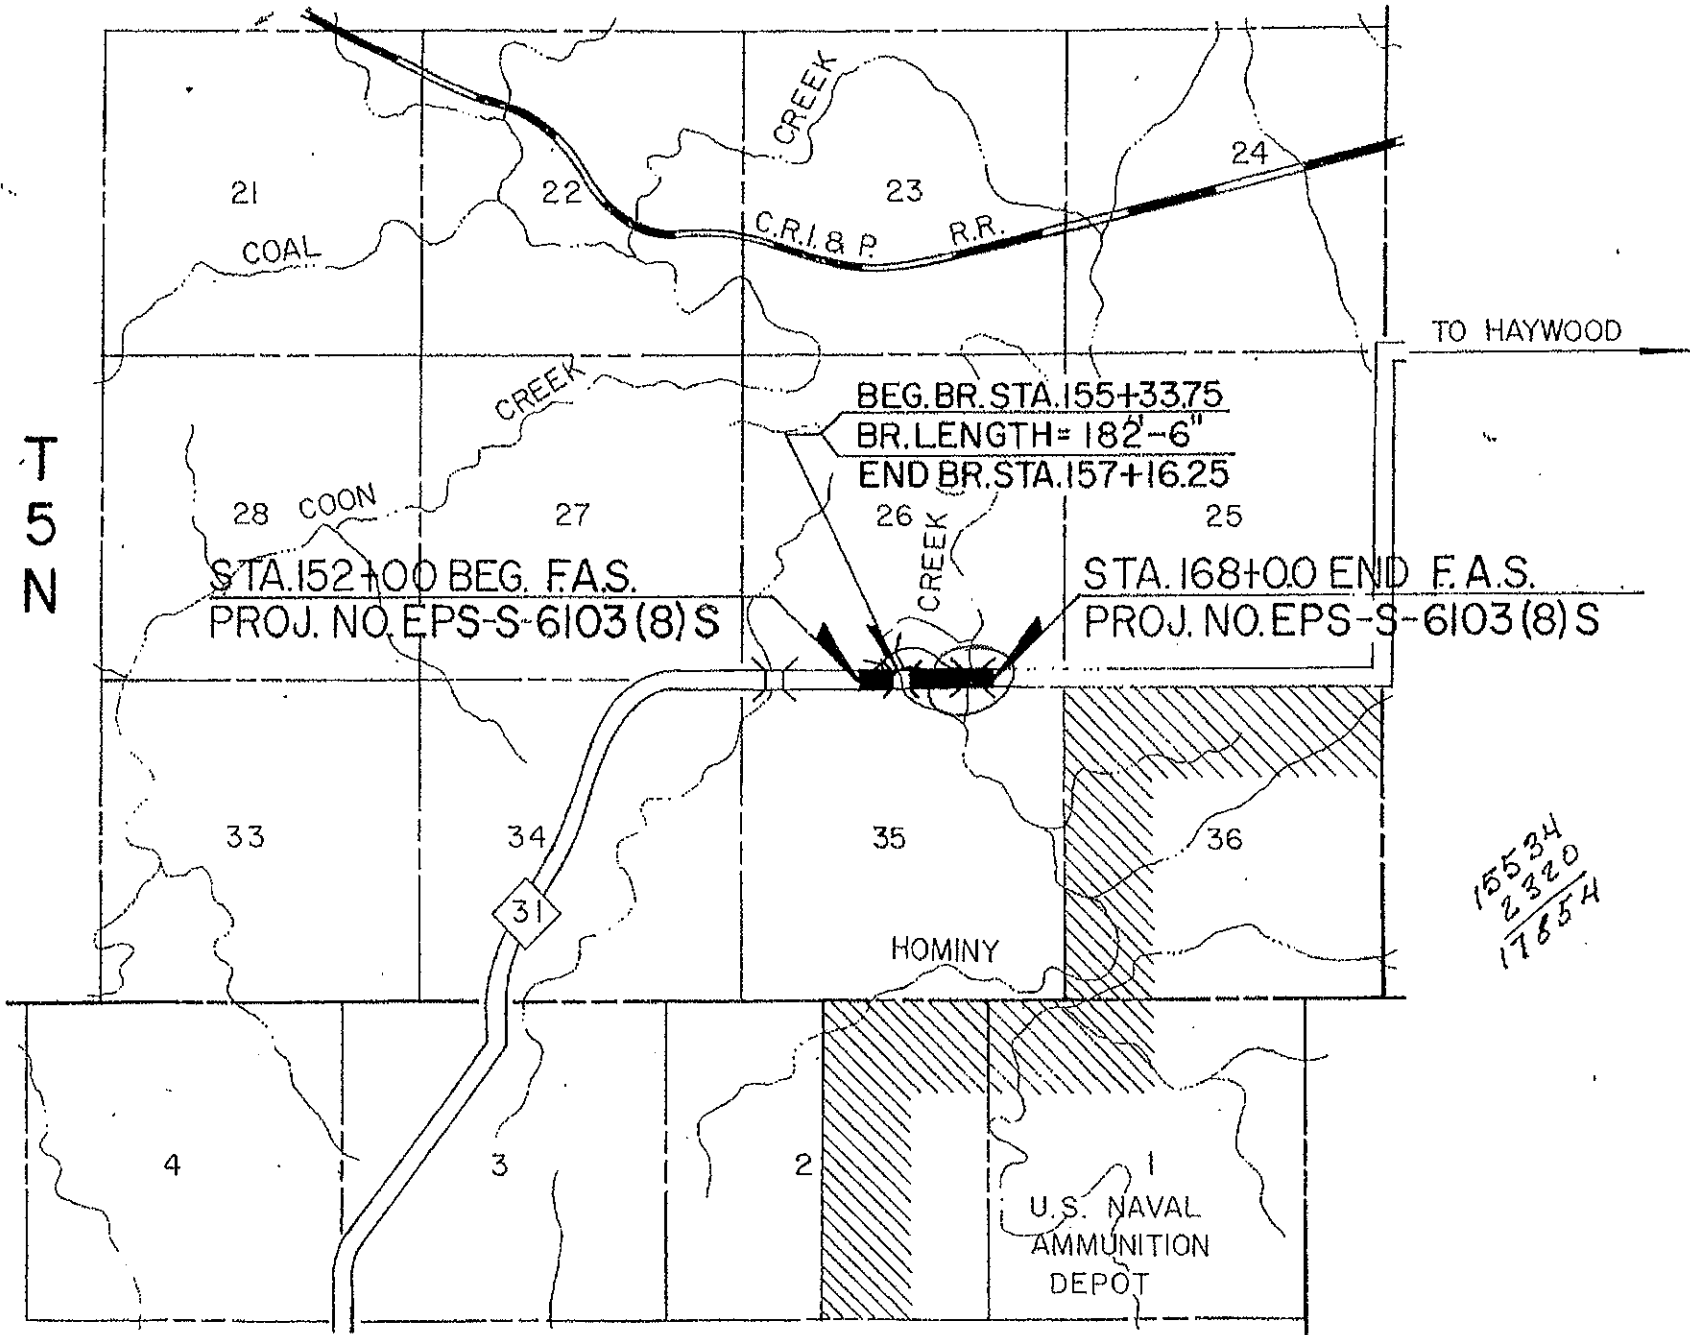 CREEK
24
21
22
23
C.R.I. & P. R.R.
COAL
TO HAYWOOD
CREEK
BEG. BR. STA. 155+33.75
BR. LENGTH = 182'-6"
END BR. STA. 157+16.25
T
5
N
28
COON
27
26
25
CREEK
STA. 152+00 BEG. F.A.S.
PROJ. NO. EPS-S-6103(8)S
STA. 168+00 END F.A.S.
PROJ. NO. EPS-S-6103(8)S
33
34
35
36
15534
2320
17854
31
HOMINY
4
3
2
1
U.S. NAVAL
AMMUNITION
DEPOT